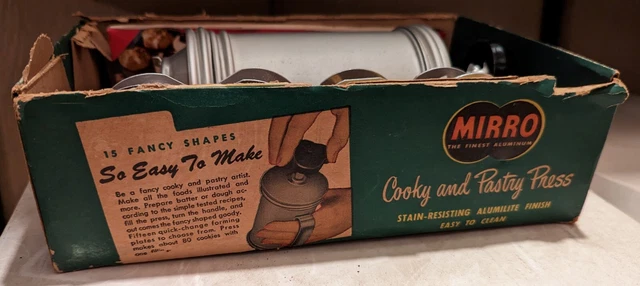 15 FANCY SHAPES
So Easy To Make
Be a fancy cooky and pastry artist.
Make all the foods illustrated and
more. Prepare batter or dough ac-
cording to the simple tested recipes,
fill the press, turn the handle, and
out comes the fancy shaped goody.
Fifteen quick-change forming
plates to choose from. Press
makes about 80 cookies with
one
MIRRO
THE FINEST ALUMINUM
Cooky and Pastry Press
STAIN-RESISTING ALUMILITE FINISH
EASY TO CLEAN